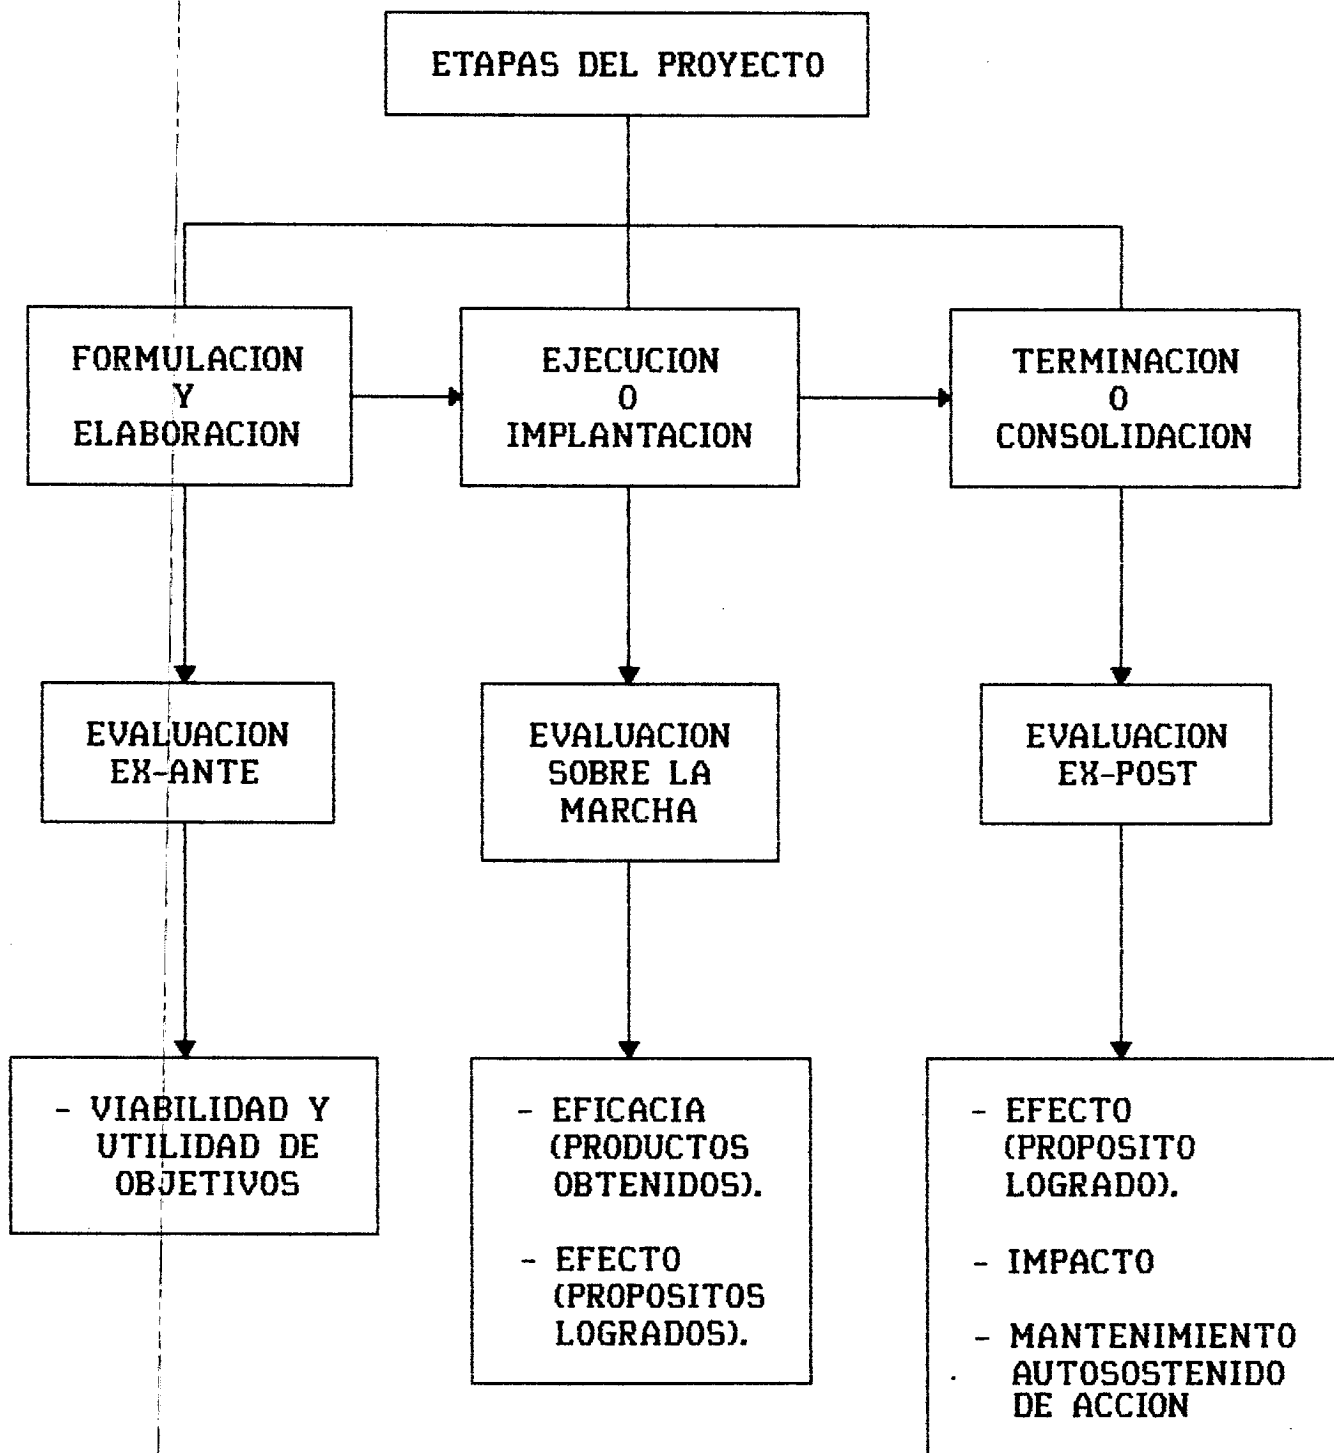 ETAPAS DEL PROYECTO
FORMULACION
Y
ELABORACION
EJECUCION
O
IMPLANTACION
TERMINACION
O
CONSOLIDACION
EVALUACION
EX-ANTE
EVALUACION
SOBRE LA
MARCHA
EVALUACION
EX-POST
- VIABILIDAD Y
UTILIDAD DE
OBJETIVOS
- EFICACIA
(PRODUCTOS
OBTENIDOS).
- EFECTO
(PROPOSITOS
LOGRADOS).
- EFECTO
(PROPOSITO
LOGRADO).
- IMPACTO
- MANTENIMIENTO
AUTOSOSTENIDO
DE ACCION